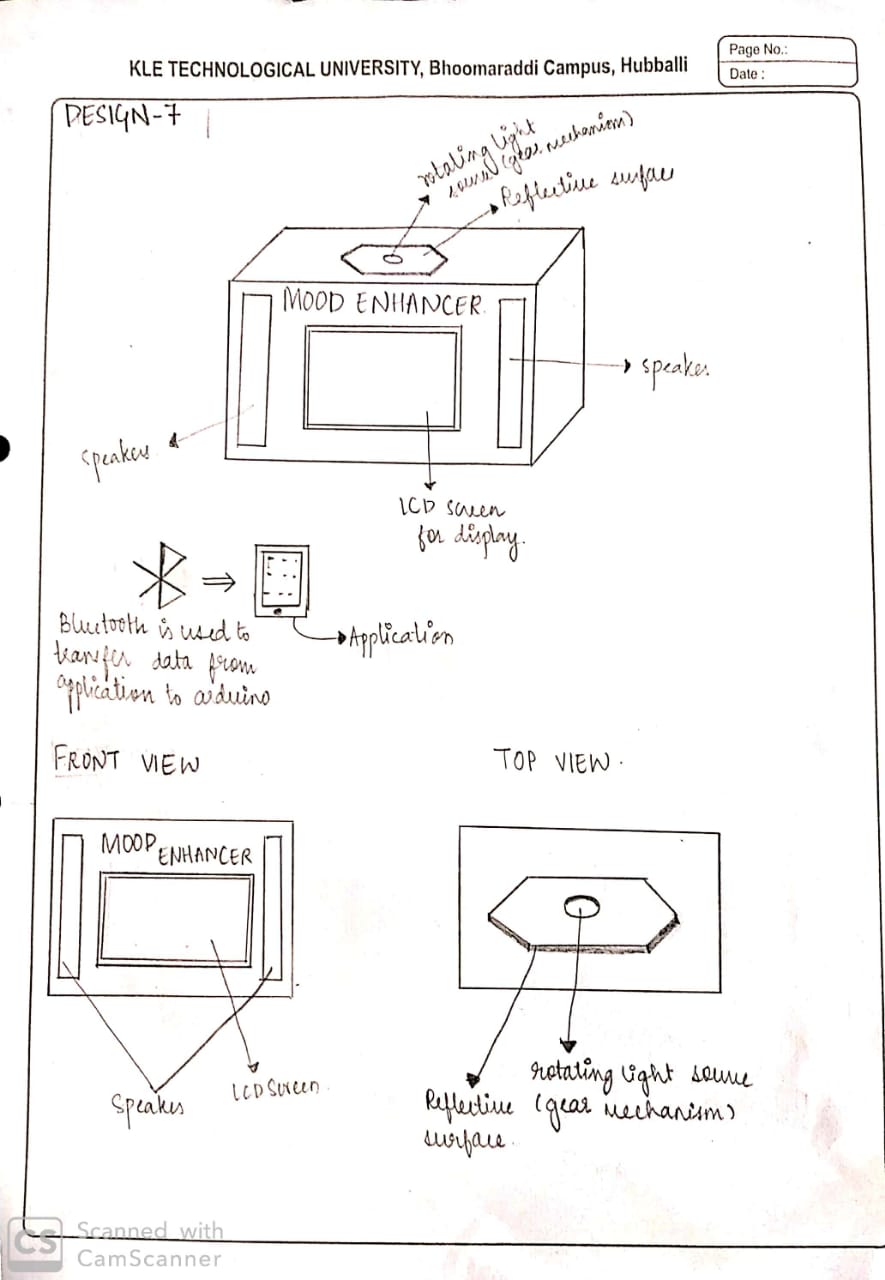 KLE TECHNOLOGICAL UNIVERSITY, Bhoomaraddi Campus, Hubballi
Page No.:
Date :
DESIGN-7
rotating light
source (gear mechanism)
Reflective surface
MOOD ENHANCER
speaker
speakers
LCD screen
for display.
Bluetooth is used to
transfer data from
application to arduino
Application
FRONT VIEW
TOP VIEW.
MOOD
ENHANCER
Speaker
LCD Screen
rotating light source
(gear mechanism)
Reflective
surface.
CS
Scanned with
CamScanner